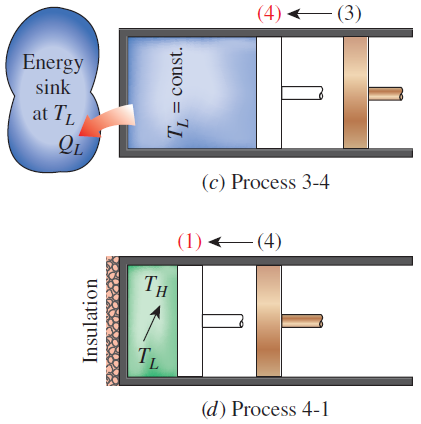 (4) ← (3)
Energy
sink
at T_L
Q_L
T_L = const.
(c) Process 3-4
(1) ← (4)
Insulation
T_H
T_L
(d) Process 4-1